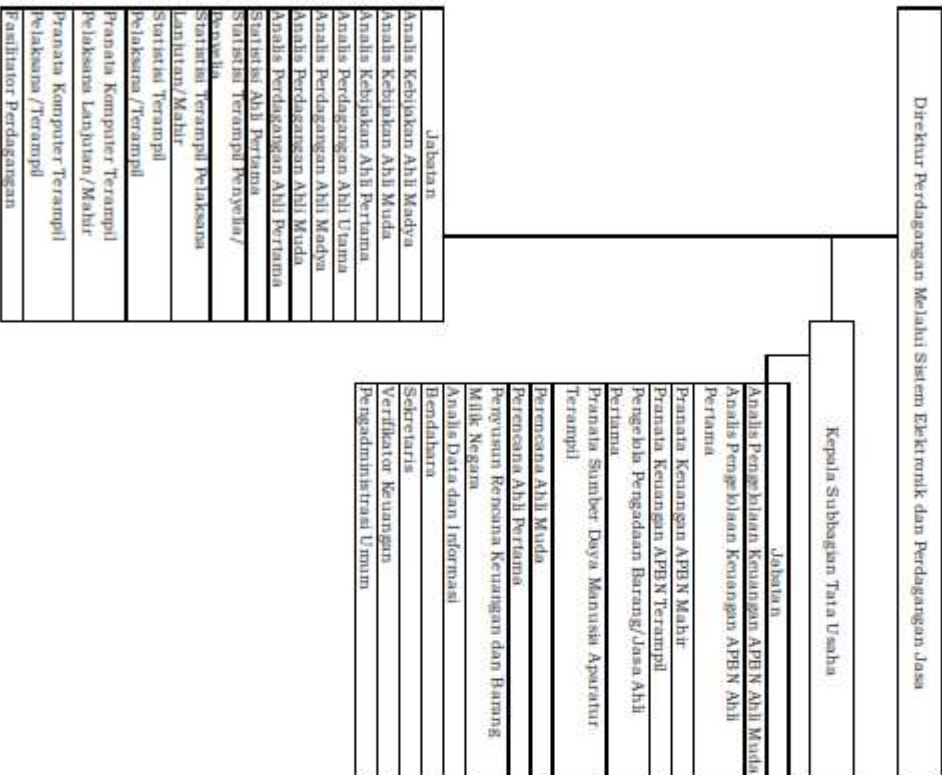 Direktur Perdagangan Melalui Sistem Elektronik dan Perdagangan Jasa
Kepala Subbagian Tata Usaha
Jabatan
Analis Pengelolaan Keuangan APBN Ahli Muda
Analis Pengelolaan Keuangan APBN Ahli
Pertama
Pranata Keuangan APBN Mahir
Pranata Keuangan APBN Terampil
Pengelola Pengadaan Barang/Jasa Ahli
Pertama
Pranata Sumber Daya Manusia Aparatur
Terampil
Perencana Ahli Muda
Perencana Ahli Pertama
Penyusun Rencana Keuangan dan Barang
Milik Negara
Analis Data dan Informasi
Bendahara
Sekretaris
Verifikator Keuangan
Pengadministrasi Umum
Jabatan
Analis Kebijakan Ahli Madya
Analis Kebijakan Ahli Muda
Analis Kebijakan Ahli Pertama
Analis Perdagangan Ahli Utama
Analis Perdagangan Ahli Madya
Analis Perdagangan Ahli Muda
Analis Perdagangan Ahli Pertama
Statistisi Ahli Pertama
Statistisi Terampil Penyelia/
Penyelia
Statistisi Terampil Pelaksana
Lanjutan/Mahir
Statistisi Terampil
Pelaksana/Terampil
Pranata Komputer Terampil
Pelaksana Lanjutan/Mahir
Pranata Komputer Terampil
Pelaksana/Terampil
Fasilitator Perdagangan